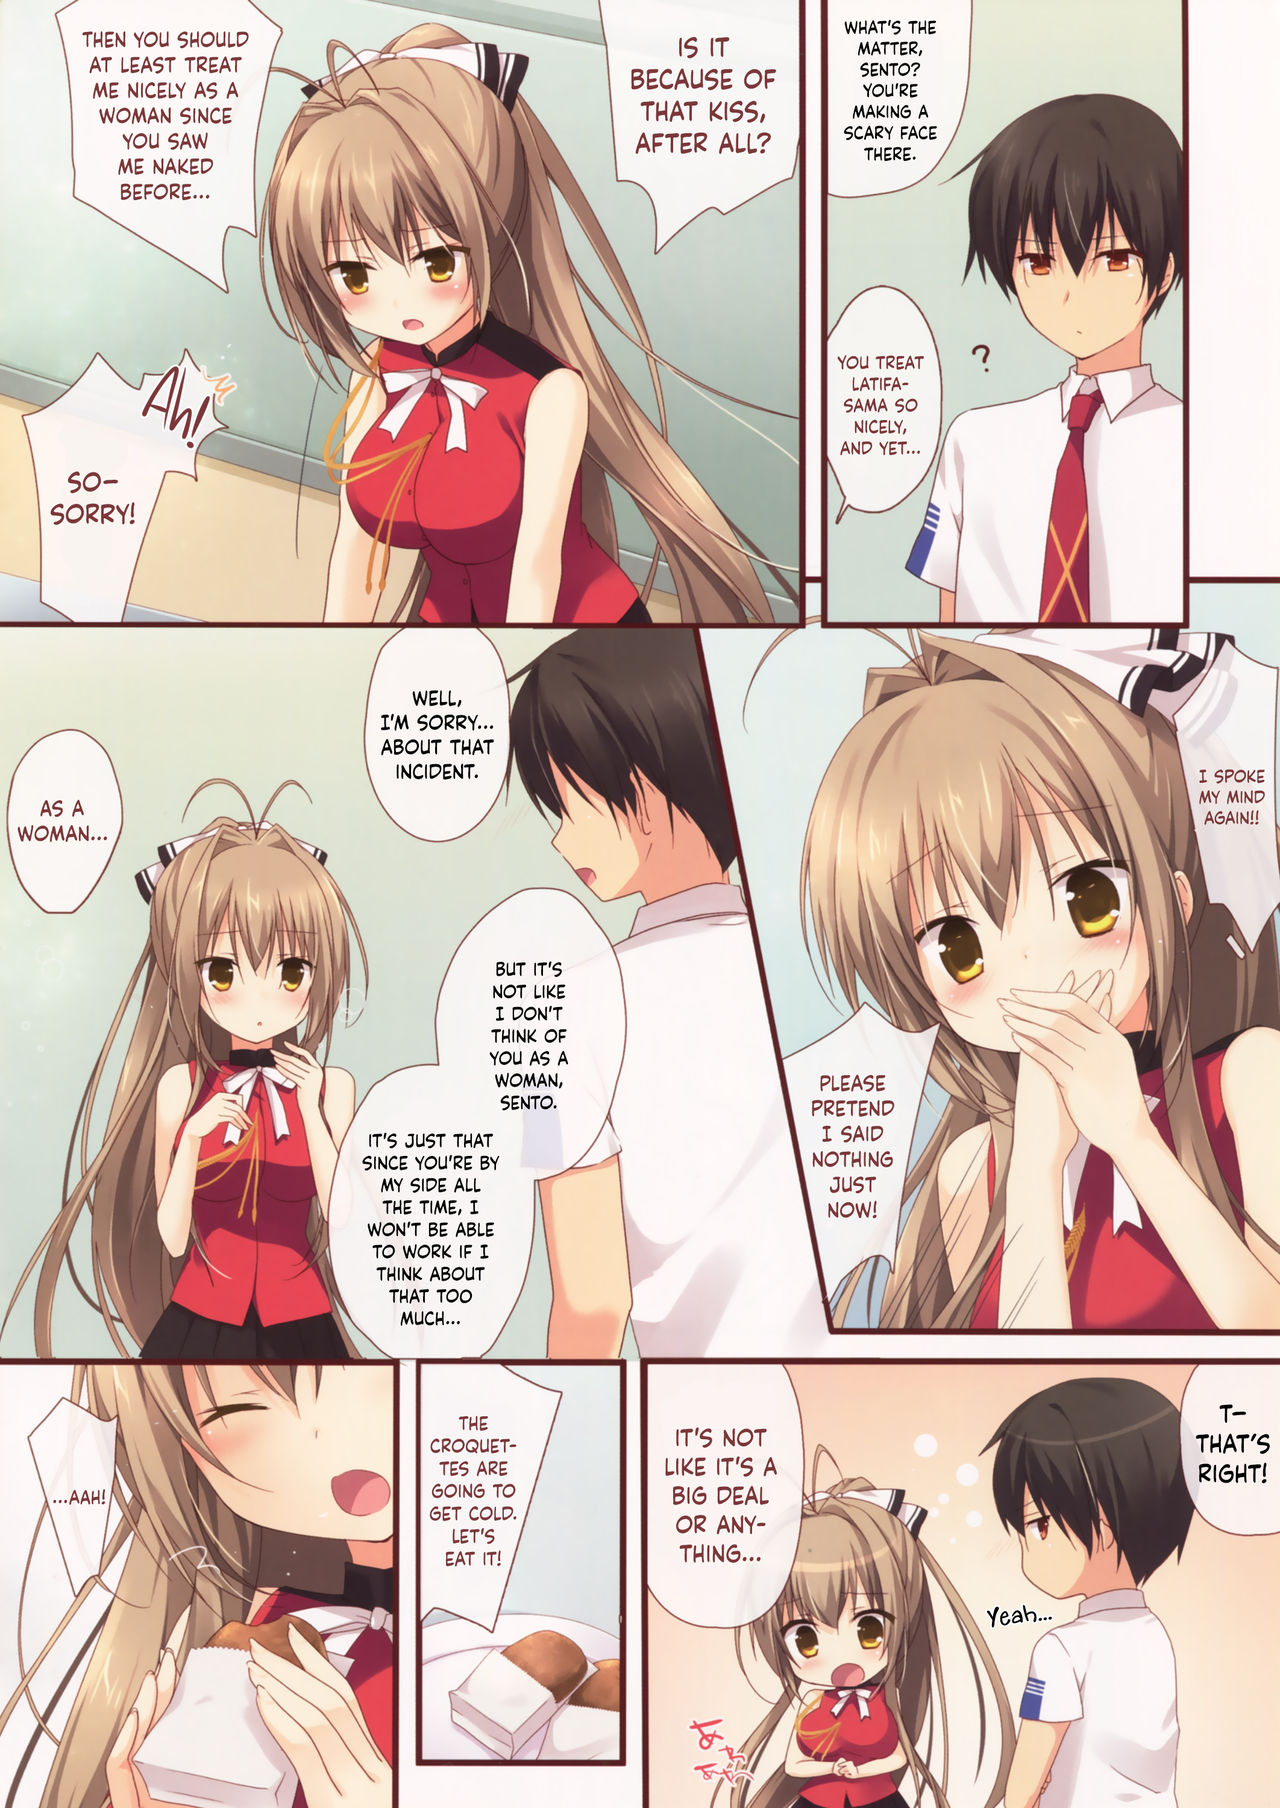 WHAT'S THE
MATTER,
SENTO?
YOU'RE
MAKING A
SCARY FACE
THERE.
YOU TREAT
LATIFA-
SAMA SO
NICELY,
AND YET...
?
IS IT
BECAUSE OF
THAT KISS,
AFTER ALL?
THEN YOU SHOULD
AT LEAST TREAT
ME NICELY AS A
WOMAN SINCE
YOU SAW
ME NAKED
BEFORE...
Ah!
SO-
SORRY!
I SPOKE
MY MIND
AGAIN!!
PLEASE
PRETEND
I SAID
NOTHING
JUST
NOW!
WELL,
I'M SORRY...
ABOUT THAT
INCIDENT.
BUT IT'S
NOT LIKE
I DON'T
THINK OF
YOU AS A
WOMAN,
SENTO.
IT'S JUST THAT
SINCE YOU'RE BY
MY SIDE ALL
THE TIME, I
WON'T BE ABLE
TO WORK IF I
THINK ABOUT
THAT TOO
MUCH...
AS A
WOMAN...
T-
THAT'S
RIGHT!
IT'S NOT
LIKE IT'S A
BIG DEAL
OR ANY-
THING...
Yeah...
あわ
あわ
THE
CROQUET-
TES ARE
GOING TO
GET COLD.
LET'S
EAT IT!
...AAH!